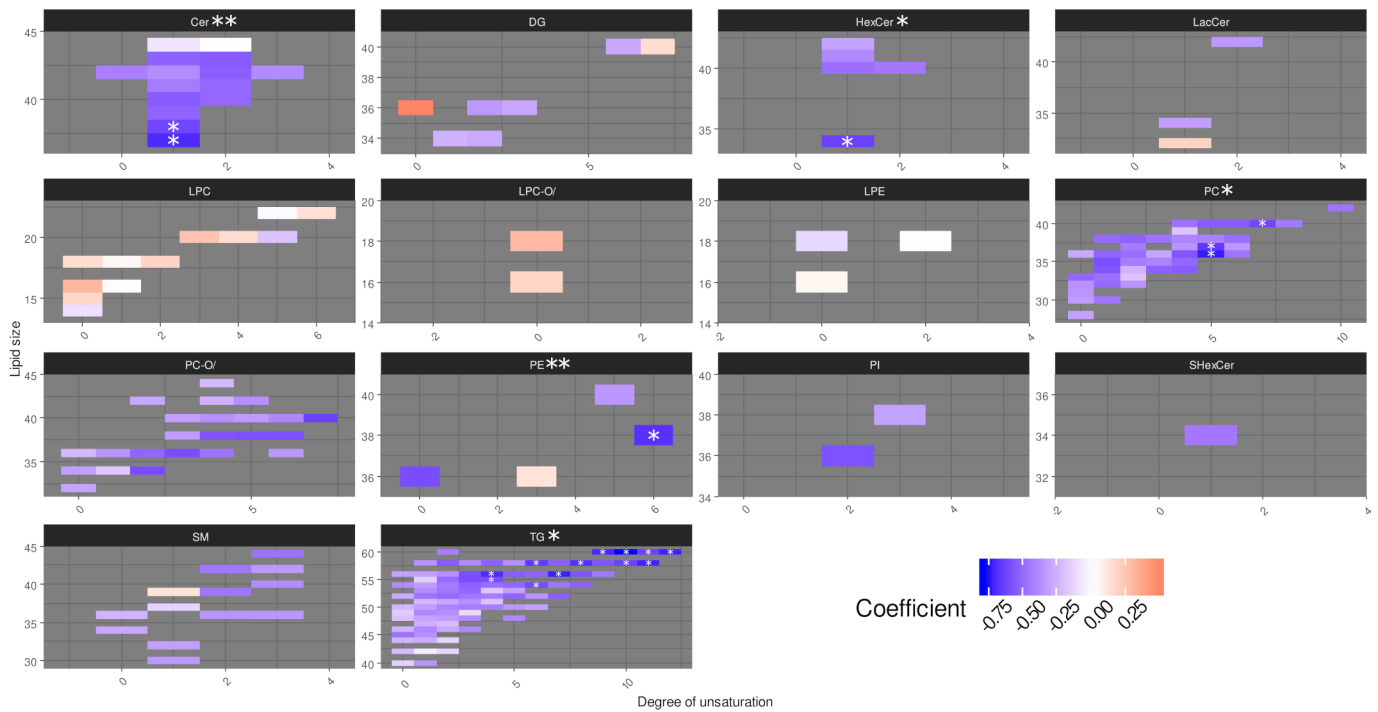 Cer ** DG HexCer * LacCer
45
40
0 2 4
40
38
36
34
0 5
40
35
0 2 4
40
35
0 2 4
LPC LPC-O/ LPE PC *
20
15
0 2 4 6
20
18
16
14
-2 0 2 4
20
18
16
14
-2 0 2 4
40
35
30
0 5 10
PC-O/ PE ** PI SHexCer
45
40
35
0 5
40
38
36
0 2 4 6
40
38
36
34
0 2 4
36
34
32
-2 0 2 4
SM TG *
45
40
35
30
0 2 4
60
55
50
45
40
0 5 10
Lipid size
Degree of unsaturation
Coefficient
-0.75 -0.50 -0.25 0.00 0.25